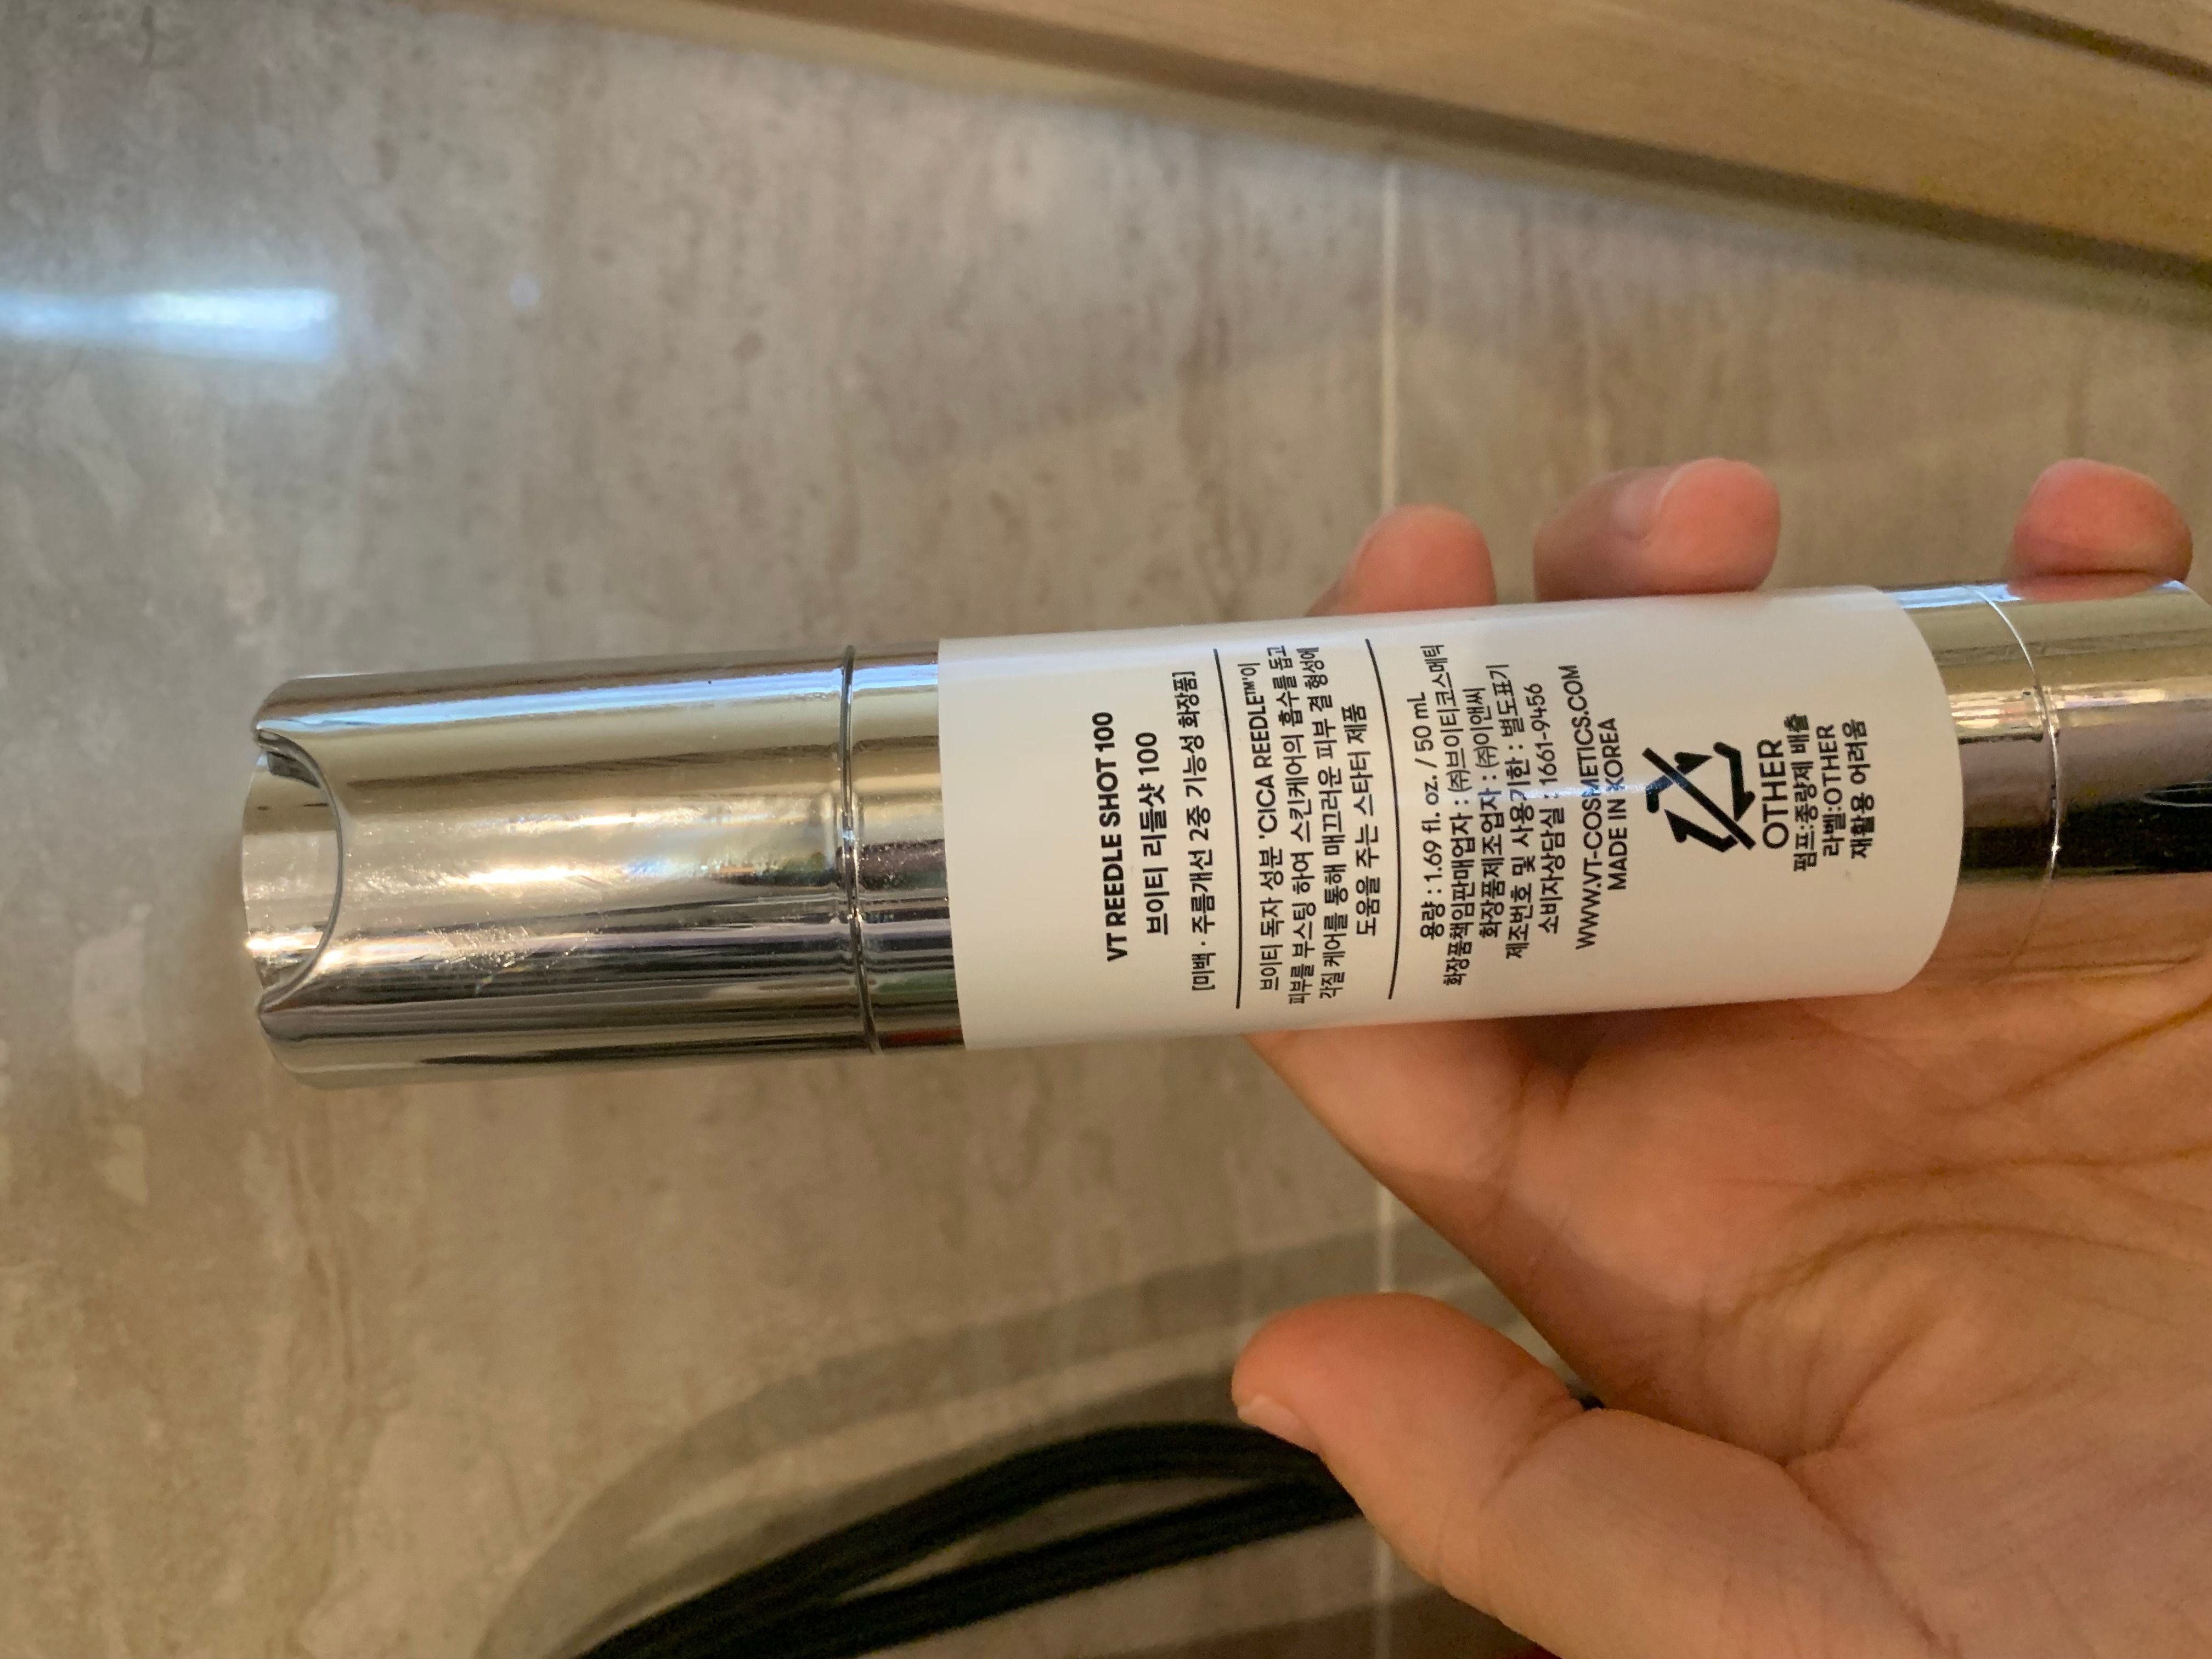 VT REEDLE SHOT 100
브이티 리들샷 100
[미백 · 주름개선 2중 기능성 화장품]
브이티 독자 성분 'CICA REEDLE™'이
피부를 부스팅 하여 스킨케어의 흡수를 돕고
각질 케어를 통해 매끄러운 피부 결 형성에
도움을 주는 스타터 제품
용량 : 1.69 fl. oz. / 50 mL
화장품책임판매업자 : ㈜브이티코스메틱
화장품제조업자 : ㈜이앤씨
제조번호 및 사용기한 : 별도표기
소비자상담실 : 1661-9456
WWW.VT-COSMETICS.COM
MADE IN KOREA
OTHER
펌프:종량제 배출
라벨:OTHER
재활용 어려움